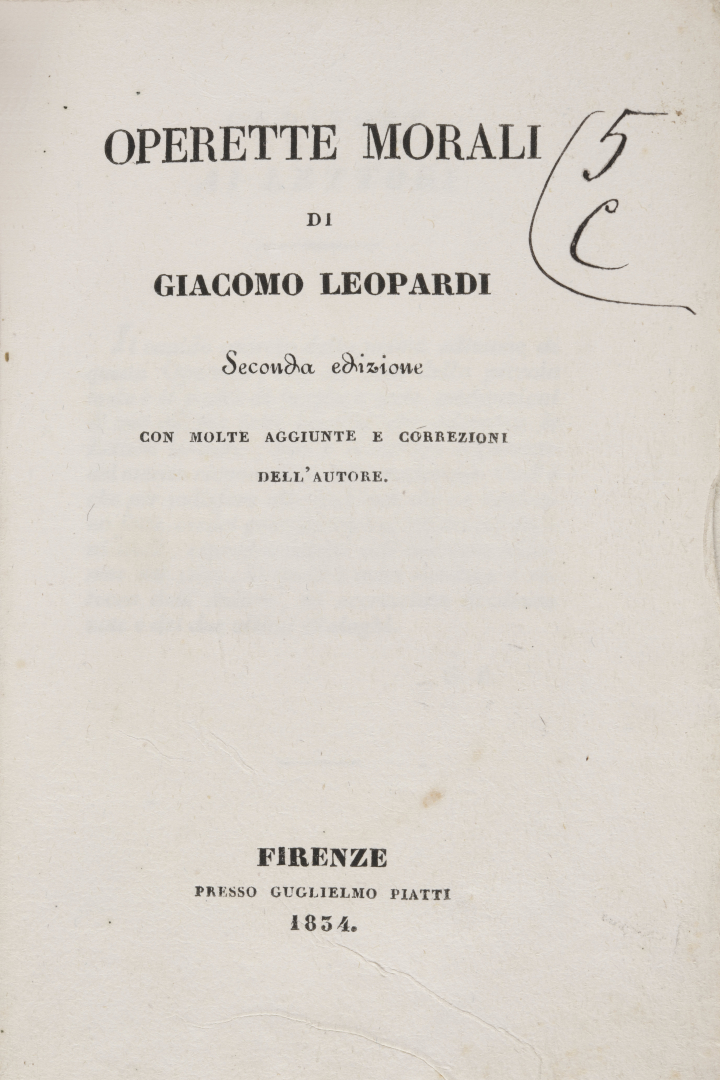 OPERETTE MORALI
DI
GIACOMO LEOPARDI
Seconda edizione
CON MOLTE AGGIUNTE E CORREZIONI
DELL'AUTORE.
5
C
FIRENZE
PRESSO GUGLIELMO PIATTI
1834.